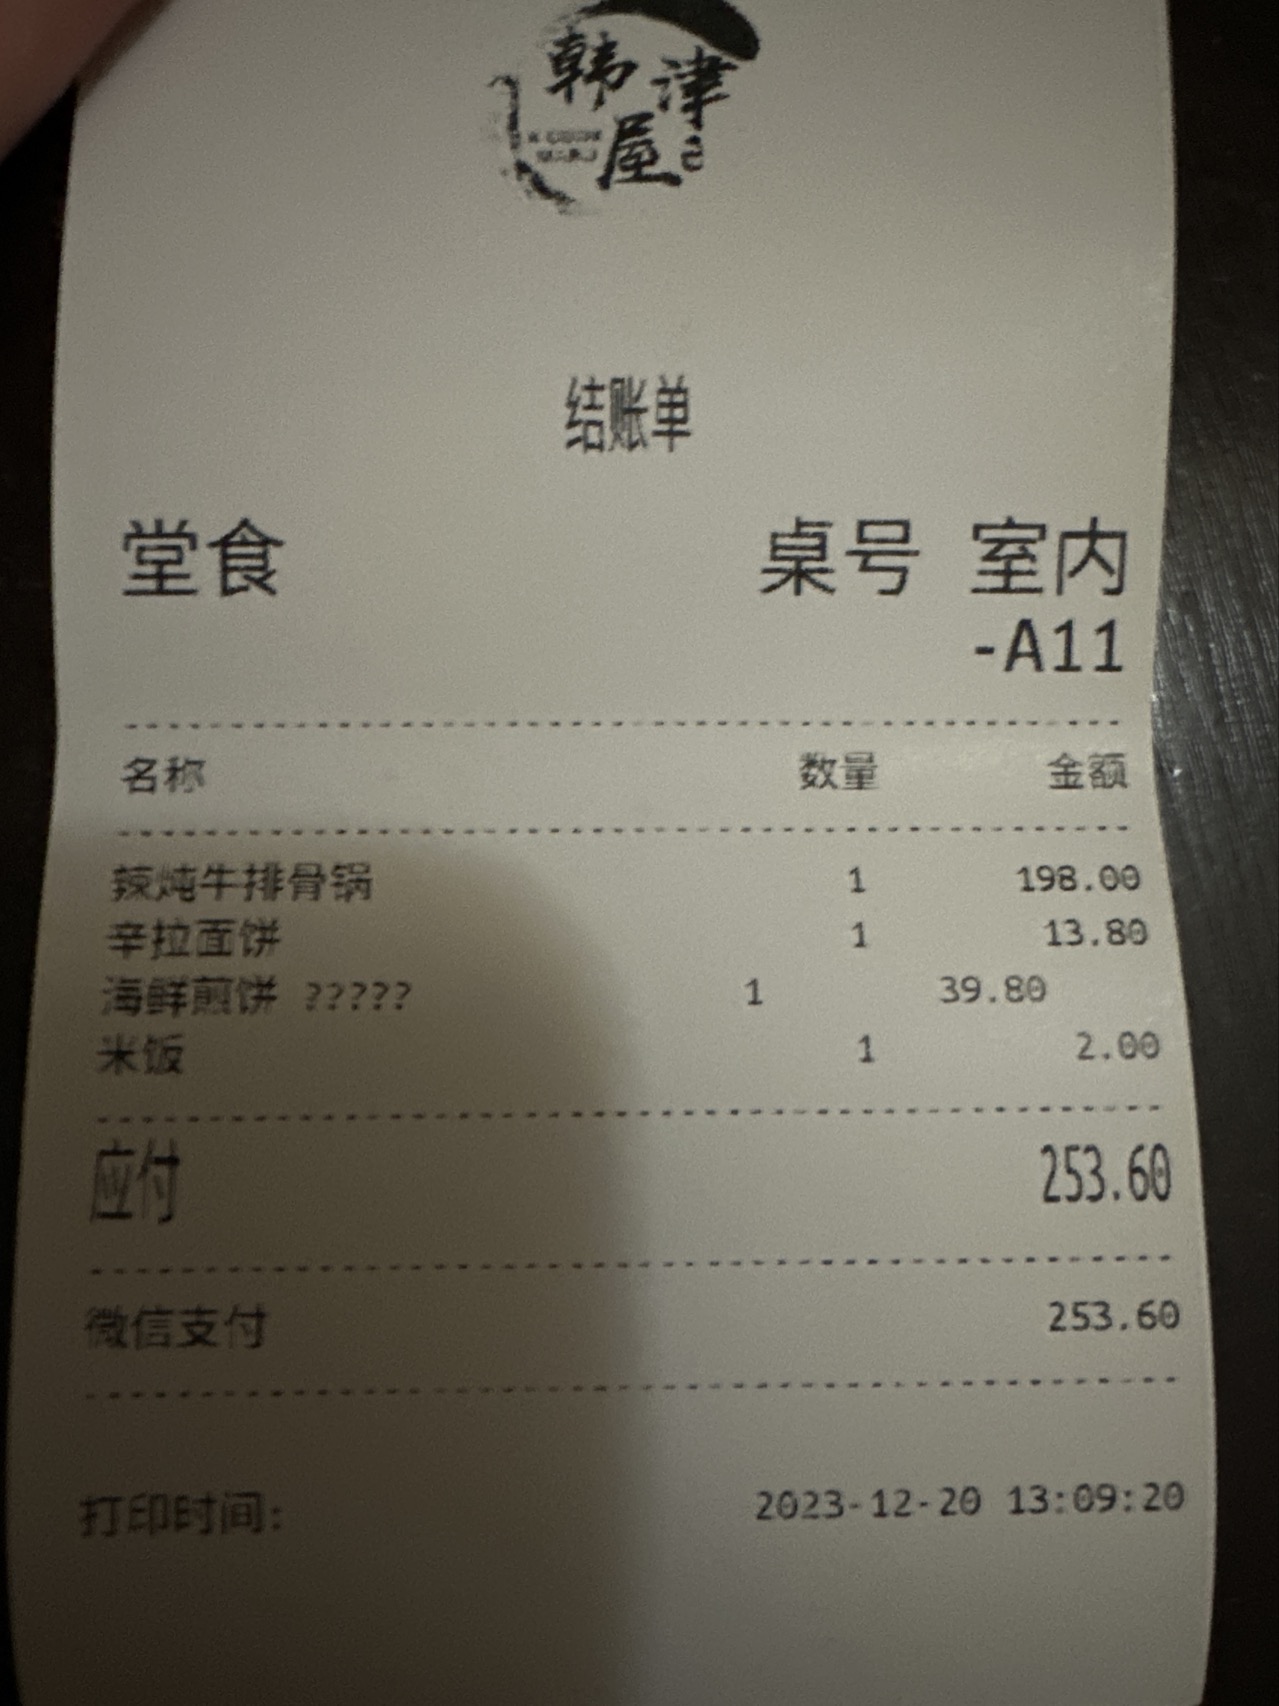 韩津
屋
结账单
堂食 桌号 室内
-A11
名称 数量 金额
辣炖牛排骨锅 1 198.00
辛拉面饼 1 13.80
海鲜煎饼 ????? 1 39.80
米饭 1 2.00
应付 253.60
微信支付 253.60
打印时间: 2023-12-20 13:09:20